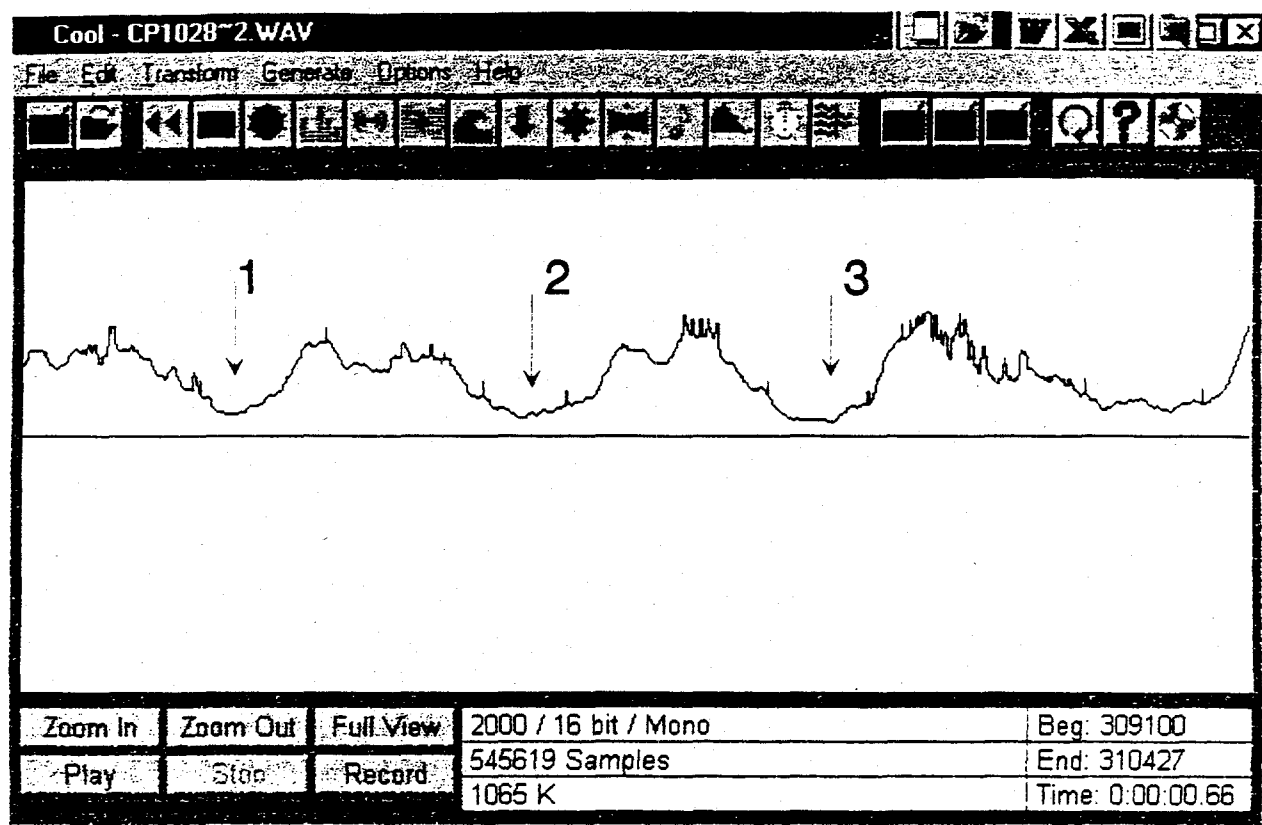 Cool - CP1028~2.WAV
File Edit Transform Generate Options Help
1 2 3
Zoom In Zoom Out Full View 2000 / 16 bit / Mono Beg: 309100
Play Stop Record 545619 Samples End: 310427
1065 K Time: 0:00:00.66